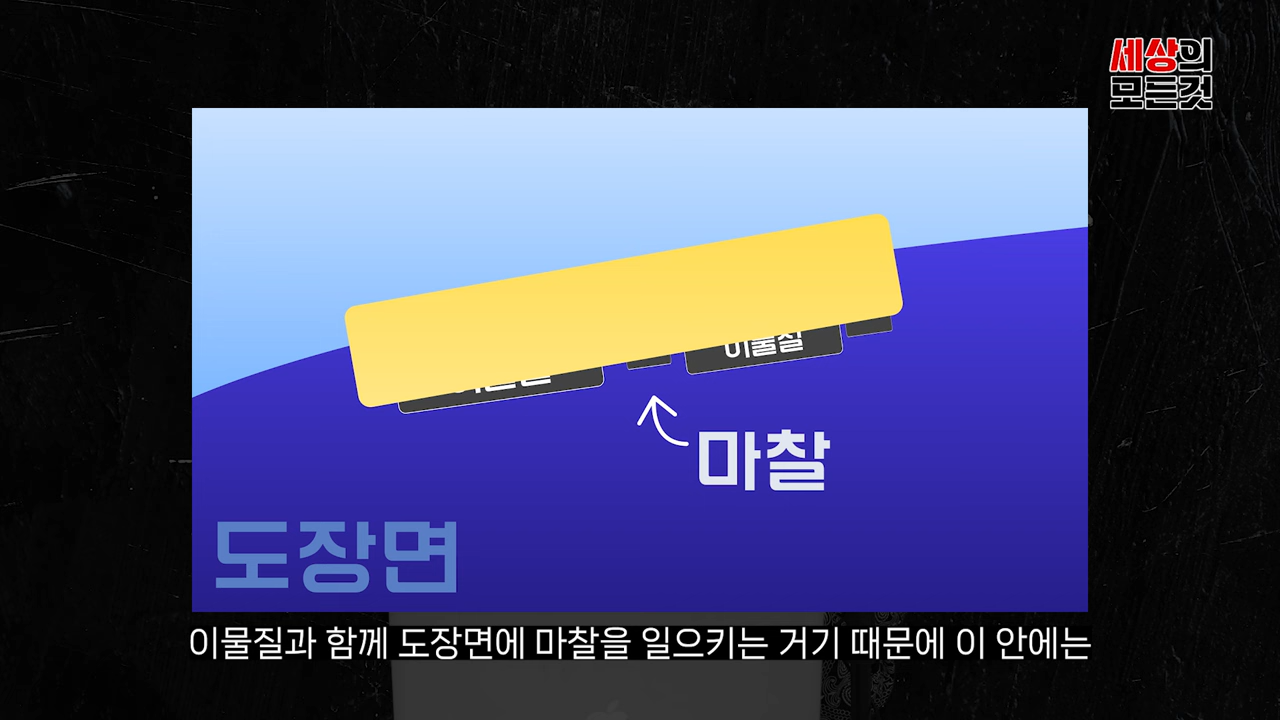 세상의
모든것
이물질
마찰
도장면
이물질과 함께 도장면에 마찰을 일으키는 거기 때문에 이 안에는